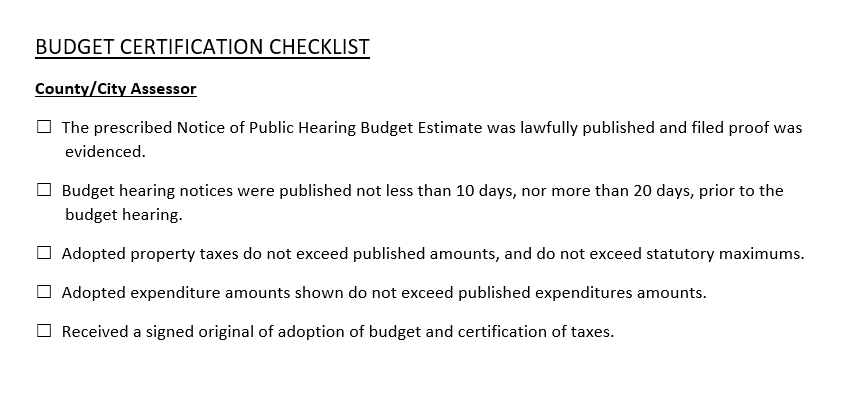 BUDGET CERTIFICATION CHECKLIST
County/City Assessor
☐ The prescribed Notice of Public Hearing Budget Estimate was lawfully published and filed proof was
evidenced.
☐ Budget hearing notices were published not less than 10 days, nor more than 20 days, prior to the
budget hearing.
☐ Adopted property taxes do not exceed published amounts, and do not exceed statutory maximums.
☐ Adopted expenditure amounts shown do not exceed published expenditures amounts.
☐ Received a signed original of adoption of budget and certification of taxes.